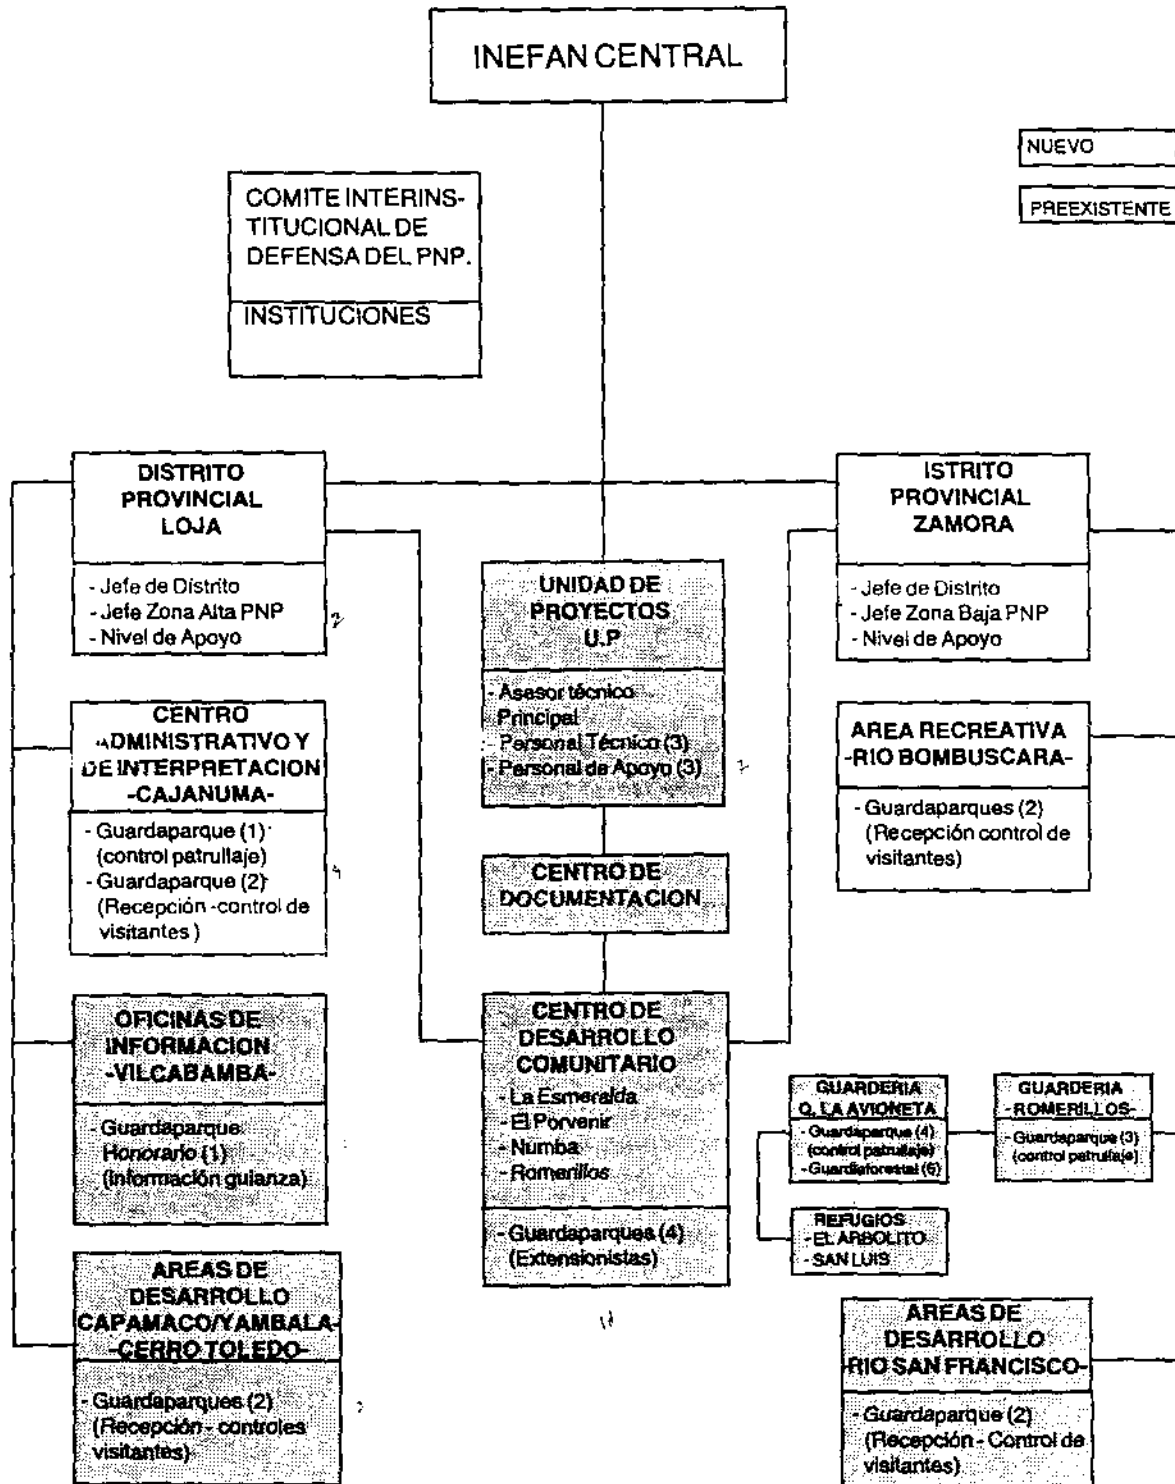 INEFAN CENTRAL
NUEVO
PREEXISTENTE
COMITE INTERINS-
TITUCIONAL DE
DEFENSA DEL PNP.
INSTITUCIONES
DISTRITO
PROVINCIAL
LOJA
- Jefe de Distrito
- Jefe Zona Alta PNP
- Nivel de Apoyo
ISTRITO
PROVINCIAL
ZAMORA
- Jefe de Distrito
- Jefe Zona Baja PNP
- Nivel de Apoyo
UNIDAD DE
PROYECTOS
U.P
- Asesor técnico
Principal
- Personal Técnico (3)
- Personal de Apoyo (3)
CENTRO
ADMINISTRATIVO Y
DE INTERPRETACION
-CAJANUMA-
- Guardaparque (1)
(control patrullaje)
- Guardaparque (2)
(Recepción -control de
visitantes )
AREA RECREATIVA
-RIO BOMBUSCARA-
- Guardaparques (2)
(Recepción control de
visitantes)
CENTRO DE
DOCUMENTACION
OFICINAS DE
INFORMACION
-VILCABAMBA-
- Guardaparque
Honorario (1)
(Información guianza)
CENTRO DE
DESARROLLO
COMUNITARIO
- La Esmeralda
- El Porvenir
- Numba
- Romerillos
- Guardaparques (4)
(Extensionistas)
GUARDERIA
Q. LA AVIONETA
- Guardaparque (4)
(control patrullaje)
- Guardiaforestal (6)
GUARDERIA
-ROMERILLOS-
- Guardaparque (3)
(control patrullaje)
REFUGIOS
- EL ARBOLITO
- SAN LUIS
AREAS DE
DESARROLLO
CAPAMACO/YAMBALA-
-CERRO TOLEDO-
- Guardaparques (2)
(Recepción - controles
visitantes)
AREAS DE
DESARROLLO
-RIO SAN FRANCISCO-
- Guardaparque (2)
(Recepción - Control de
visitantes)